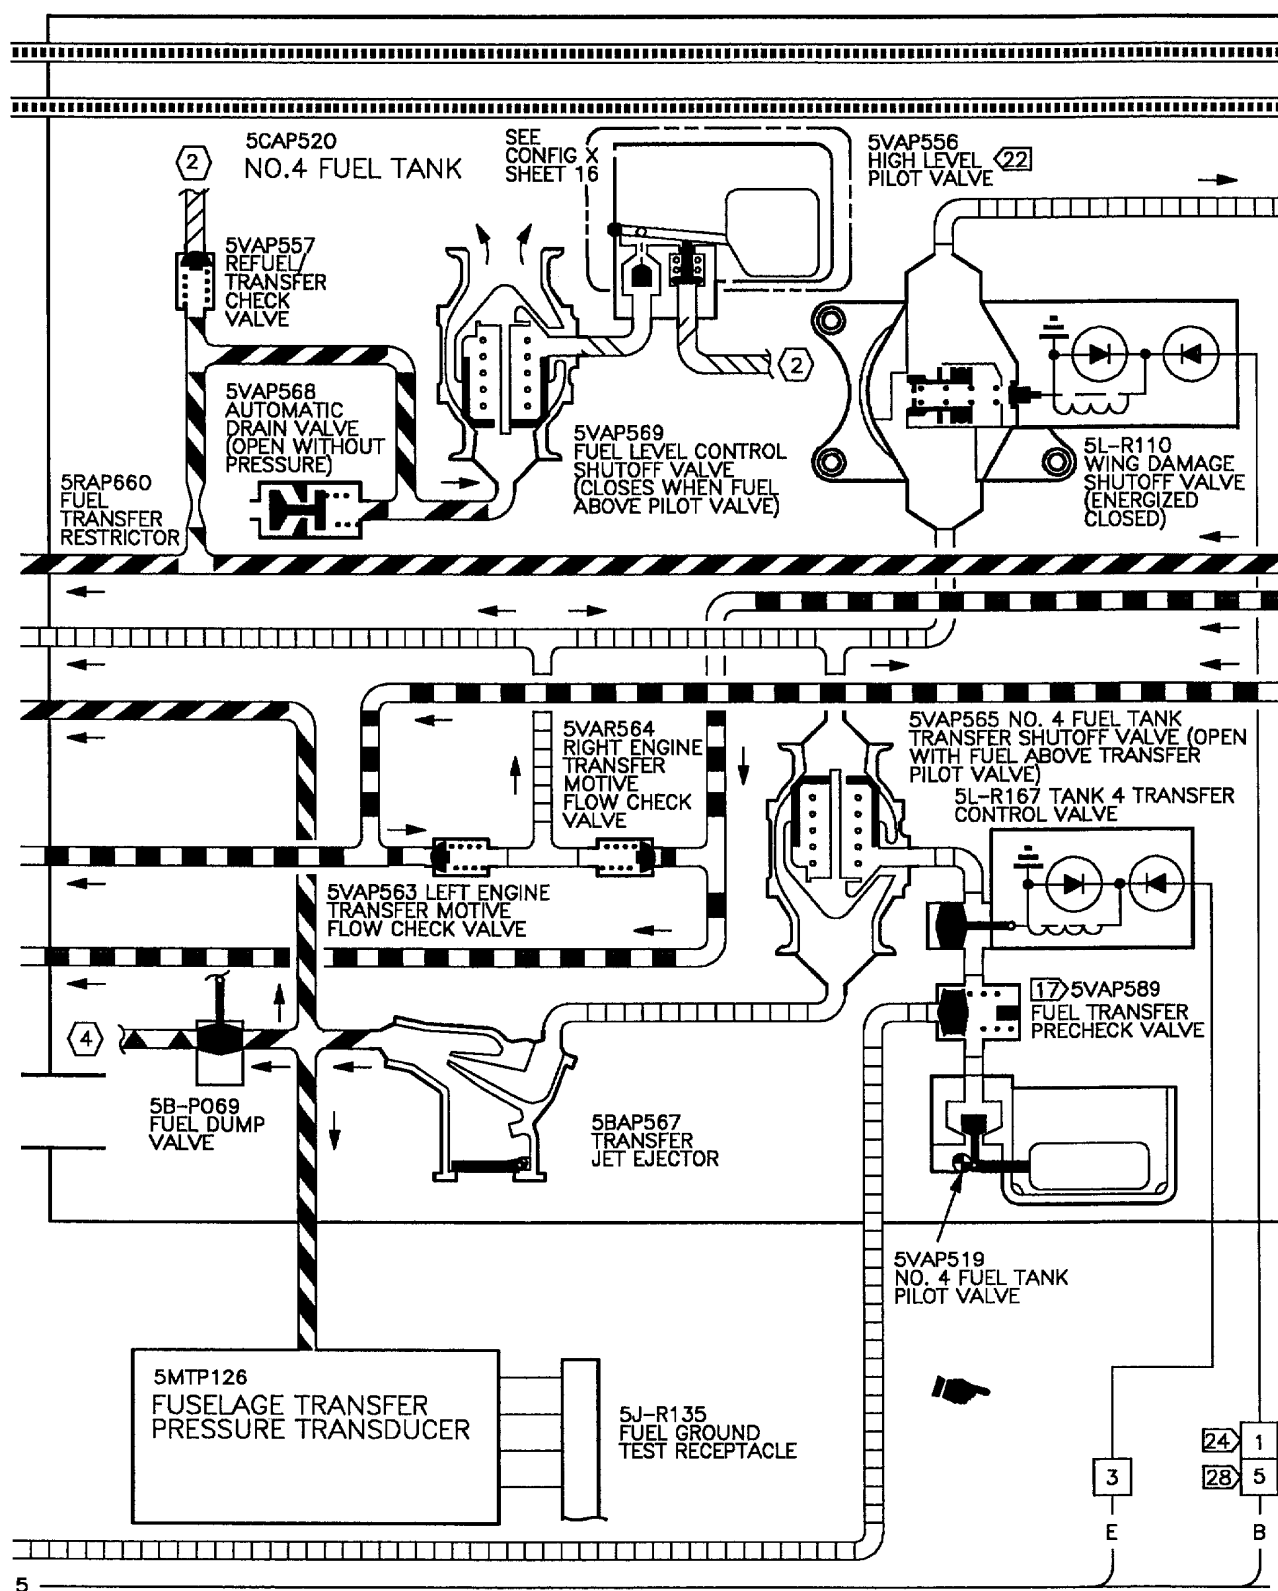 2
5CAP520
NO.4 FUEL TANK
SEE
CONFIG X
SHEET 16
5VAP556
HIGH LEVEL
PILOT VALVE
22
5VAP557
REFUEL/
TRANSFER
CHECK
VALVE
2
5VAP568
AUTOMATIC
DRAIN VALVE
(OPEN WITHOUT
PRESSURE)
5VAP569
FUEL LEVEL CONTROL
SHUTOFF VALVE
(CLOSES WHEN FUEL
ABOVE PILOT VALVE)
5L-R110
WING DAMAGE
SHUTOFF VALVE
(ENERGIZED
CLOSED)
5RAP660
FUEL
TRANSFER
RESTRICTOR
5VAR564
RIGHT ENGINE
TRANSFER
MOTIVE
FLOW CHECK
VALVE
5VAP565 NO. 4 FUEL TANK
TRANSFER SHUTOFF VALVE (OPEN
WITH FUEL ABOVE TRANSFER
PILOT VALVE)
5L-R167 TANK 4 TRANSFER
CONTROL VALVE
5VAP563 LEFT ENGINE
TRANSFER MOTIVE
FLOW CHECK VALVE
17 5VAP589
FUEL TRANSFER
PRECHECK VALVE
4
5B-P069
FUEL DUMP
VALVE
5BAP567
TRANSFER
JET EJECTOR
5VAP519
NO. 4 FUEL TANK
PILOT VALVE
5MTP126
FUSELAGE TRANSFER
PRESSURE TRANSDUCER
5J-R135
FUEL GROUND
TEST RECEPTACLE
24 1
3
28 5
E
B
5